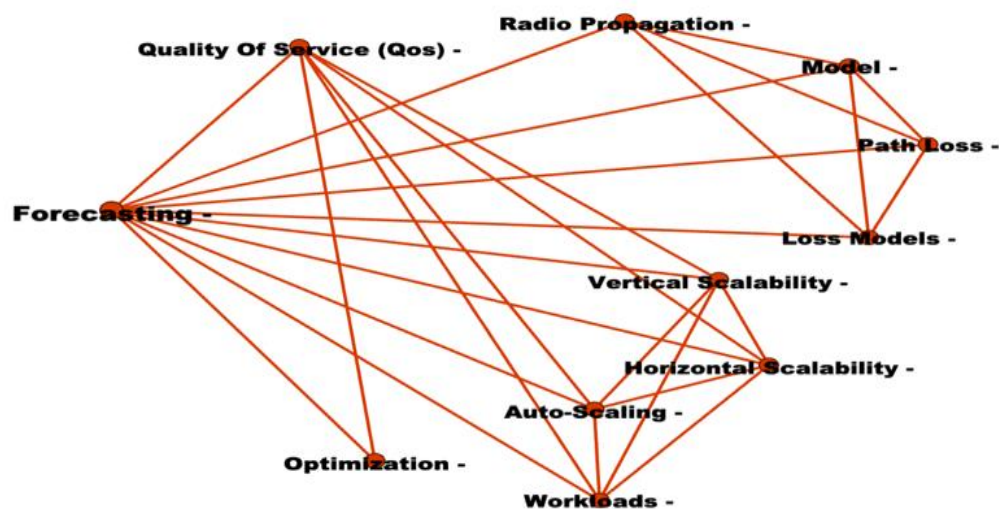 Radio Propagation -
Quality Of Service (Qos) -
Model -
Path Loss -
Forecasting -
Loss Models -
Vertical Scalability -
Horizontal Scalability -
Auto-Scaling -
Optimization -
Workloads -